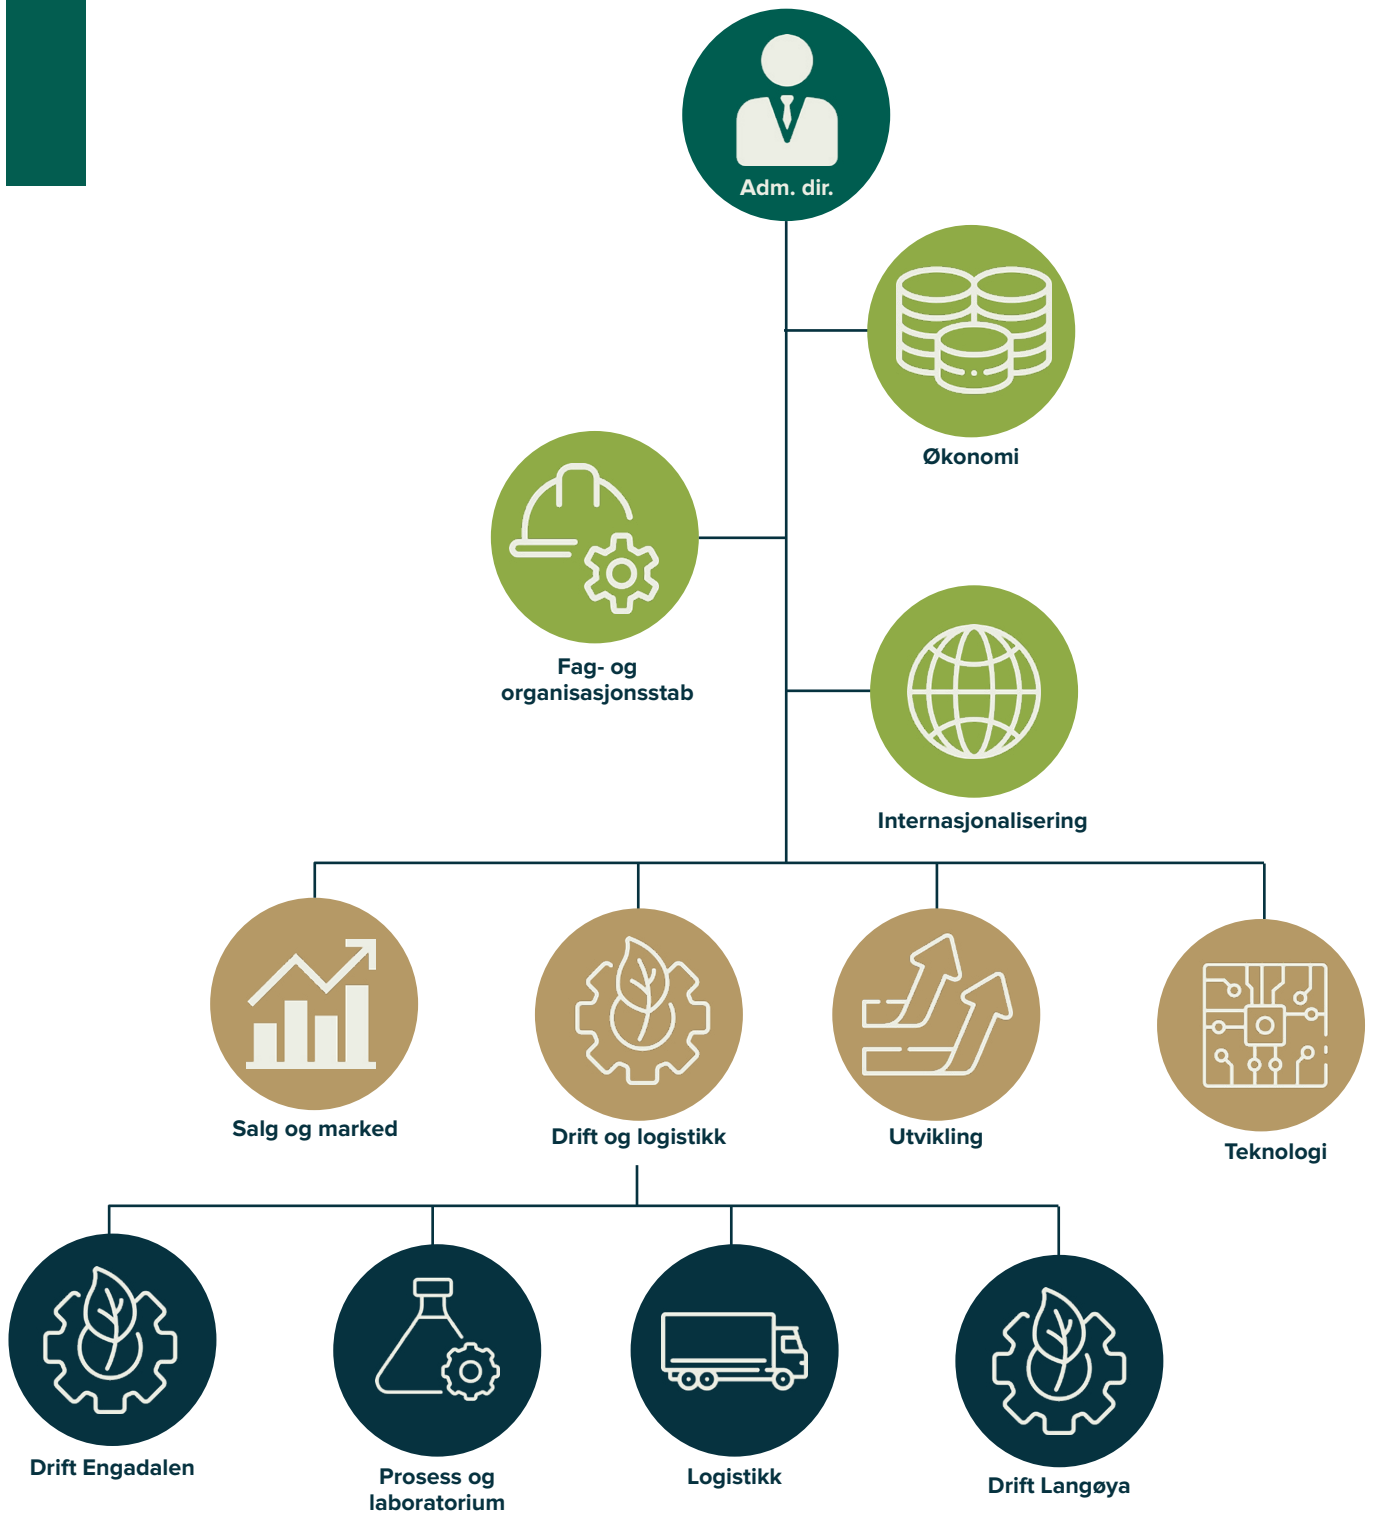 Adm. dir.
Økonomi
Fag- og
organisasjonsstab
Internasjonalisering
Salg og marked
Drift og logistikk
Utvikling
Teknologi
Drift Engadalen
Prosess og
laboratorium
Logistikk
Drift Langøya